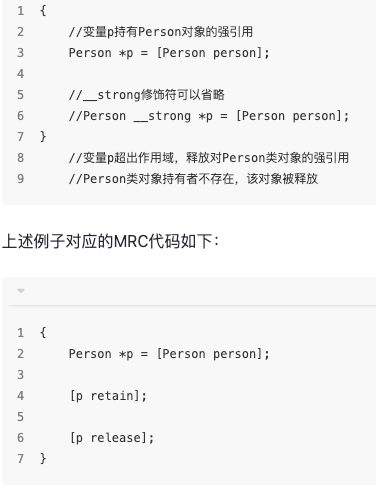 1 {
2 //变量p持有Person对象的强引用
3 Person *p = [Person person];
4
5 //__strong修饰符可以省略
6 //Person __strong *p = [Person person];
7 }
8 //变量p超出作用域，释放对Person类对象的强引用
9 //Person类对象持有者不存在，该对象被释放
上述例子对应的MRC代码如下：
1 {
2 Person *p = [Person person];
3
4 [p retain];
5
6 [p release];
7 }